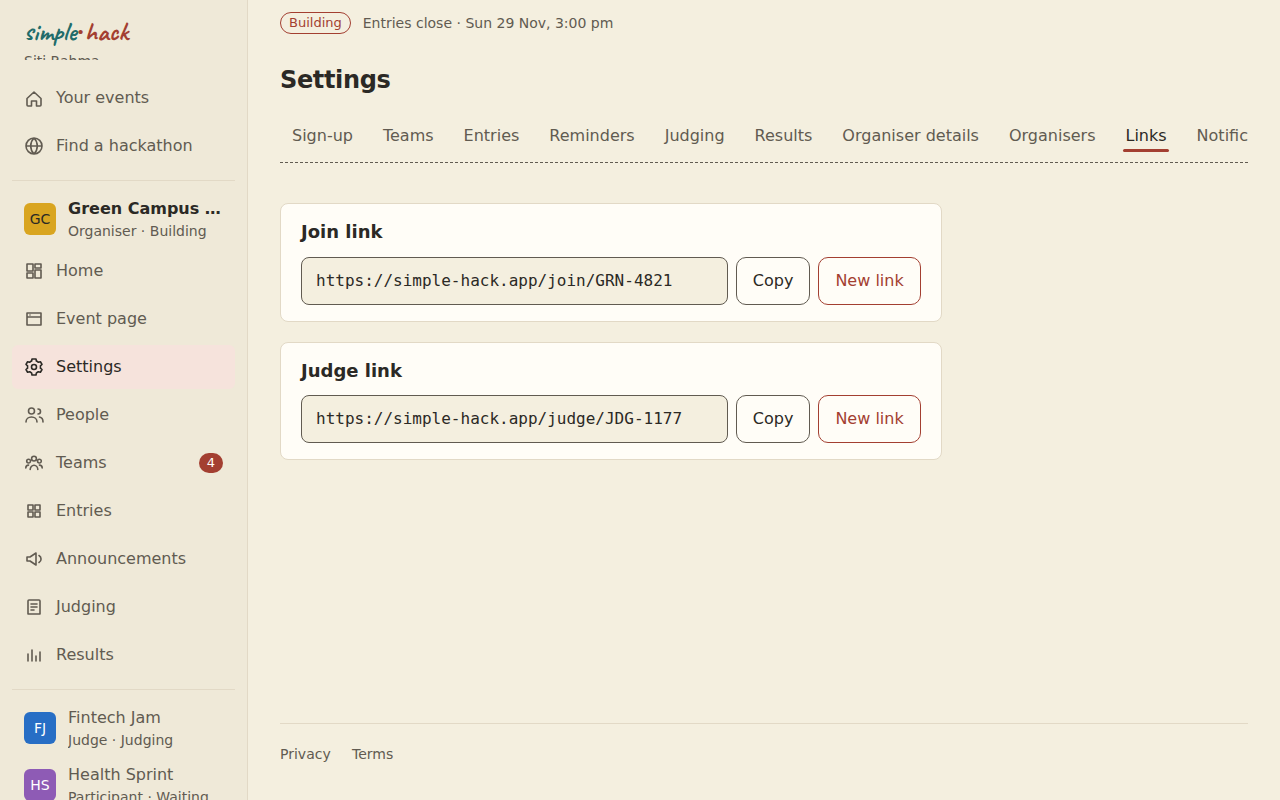 simple·hack
Siti Rahma
Your events
Find a hackathon
GC
Green Campus ...
Organiser · Building
Home
Event page
Settings
People
Teams
4
Entries
Announcements
Judging
Results
FJ
Fintech Jam
Judge · Judging
HS
Health Sprint
Participant · Waiting
Building
Entries close · Sun 29 Nov, 3:00 pm
Settings
Sign-up
Teams
Entries
Reminders
Judging
Results
Organiser details
Organisers
Links
Notific
Join link
https://simple-hack.app/join/GRN-4821
Copy
New link
Judge link
https://simple-hack.app/judge/JDG-1177
Copy
New link
Privacy
Terms